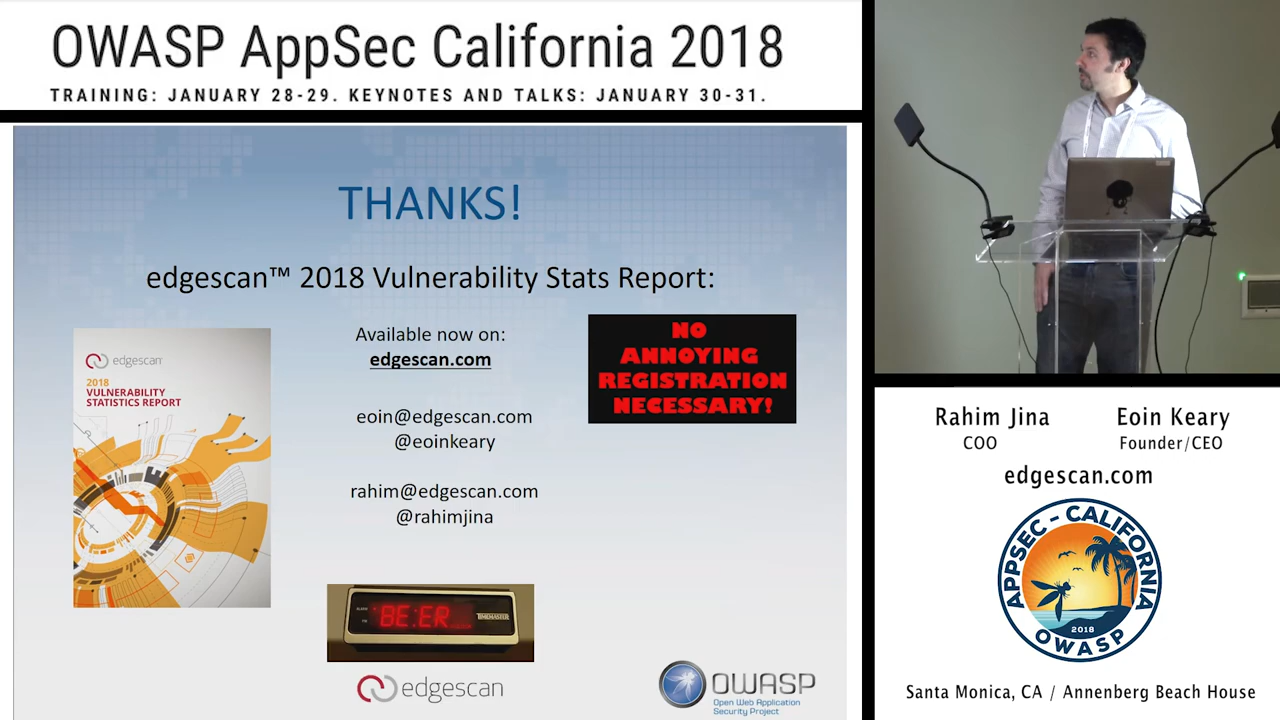 OWASP AppSec California 2018
TRAINING: JANUARY 28-29. KEYNOTES AND TALKS: JANUARY 30-31.
THANKS!
edgescan™ 2018 Vulnerability Stats Report:
edgescan
2018
VULNERABILITY
STATISTICS REPORT
Available now on:
edgescan.com
eoin@edgescan.com
@eoinkeary
rahim@edgescan.com
@rahimjina
NO
ANNOYING
REGISTRATION
NECESSARY!
ALARM
PM
BE:ER
TIMEMASTER
edgescan
OWASP
Open Web Application
Security Project
Rahim Jina
COO
Eoin Keary
Founder/CEO
edgescan.com
APPSEC - CALIFORNIA
2018
OWASP
Santa Monica, CA / Annenberg Beach House